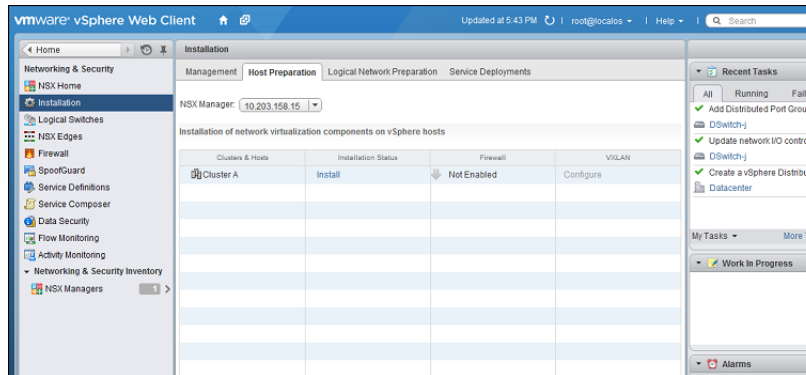 vmware® vSphere Web Client
Updated at 5:43 PM
root@localos
Help
Search
Home
Networking & Security
NSX Home
Installation
Logical Switches
NSX Edges
Firewall
SpoofGuard
Service Definitions
Service Composer
Data Security
Flow Monitoring
Activity Monitoring
Networking & Security Inventory
NSX Managers 1
Installation
Management Host Preparation Logical Network Preparation Service Deployments
NSX Manager: 10.203.158.15
Installation of network virtualization components on vSphere hosts
Clusters & Hosts Installation Status Firewall VXLAN
Cluster A Install Not Enabled Configure
Recent Tasks
All Running Fail
Add Distributed Port Grou
DSwitch-j
Update network I/O contro
DSwitch-j
Create a vSphere Distribu
Datacenter
My Tasks More
Work In Progress
Alarms